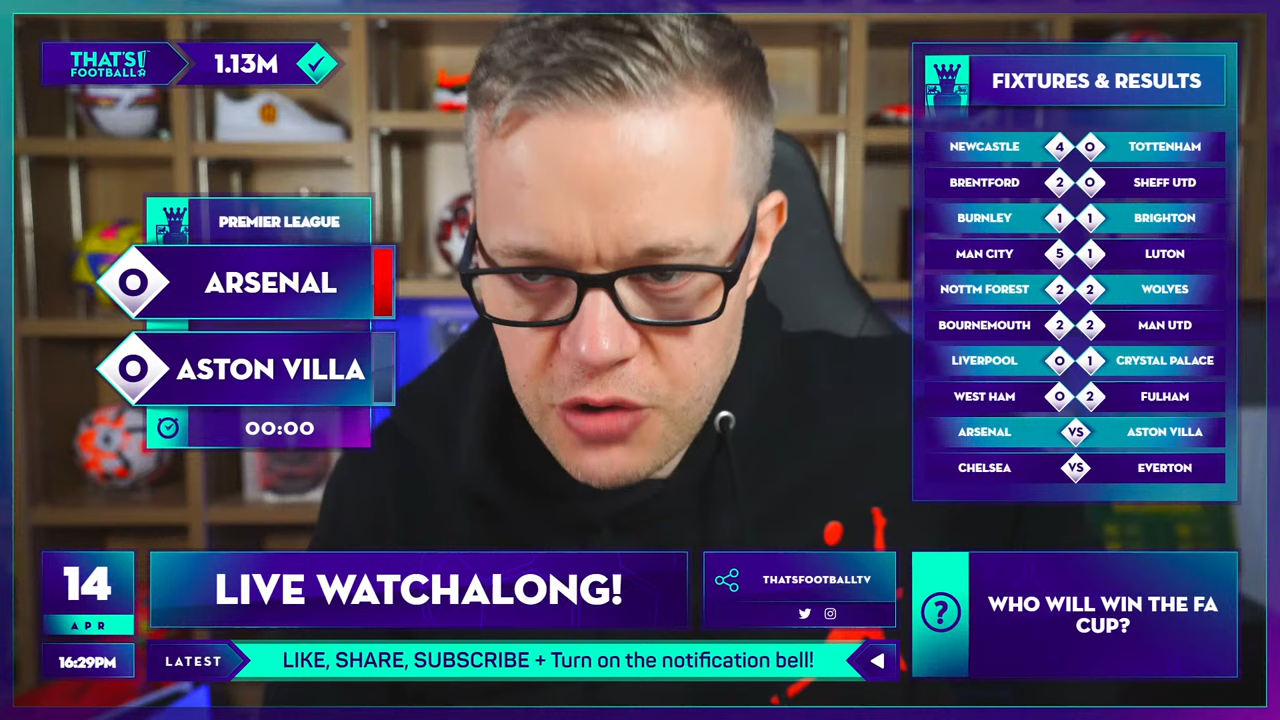 THAT'S!
FOOTBALL
1.13M
PREMIER LEAGUE
0 ARSENAL
0 ASTON VILLA
00:00
FIXTURES & RESULTS
NEWCASTLE 4 0 TOTTENHAM
BRENTFORD 2 0 SHEFF UTD
BURNLEY 1 1 BRIGHTON
MAN CITY 5 1 LUTON
NOTTM FOREST 2 2 WOLVES
BOURNEMOUTH 2 2 MAN UTD
LIVERPOOL 0 1 CRYSTAL PALACE
WEST HAM 0 2 FULHAM
ARSENAL VS ASTON VILLA
CHELSEA VS EVERTON
14
APR
16:29PM
LIVE WATCHALONG!
THATSFOOTBALLTV
LATEST
LIKE, SHARE, SUBSCRIBE + Turn on the notification bell!
?
WHO WILL WIN THE FA
CUP?